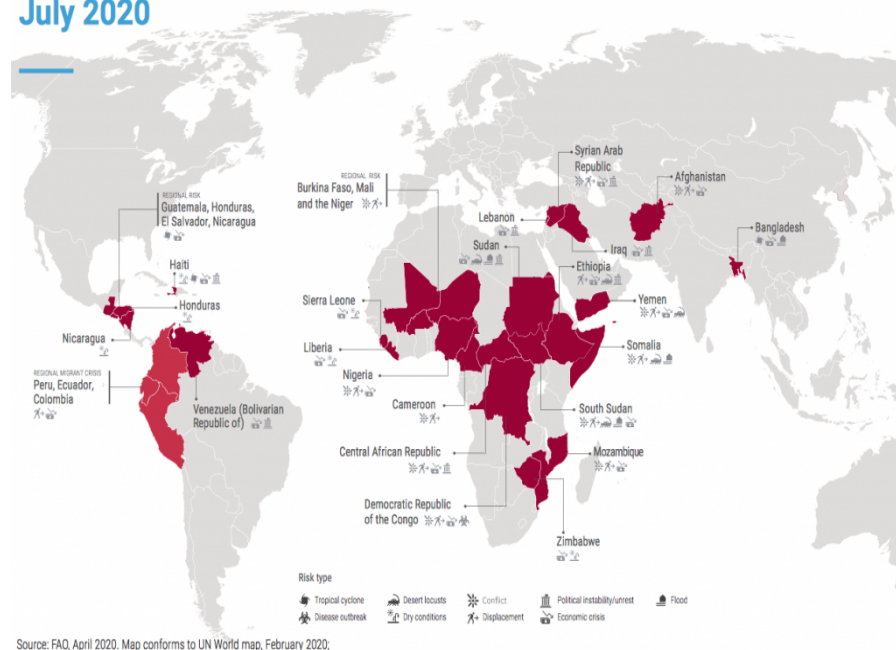 July 2020
REGIONAL RISK
Guatemala, Honduras,
El Salvador, Nicaragua
Haiti
Honduras
Nicaragua
REGIONAL MIGRANT CRISIS
Peru, Ecuador,
Colombia
Venezuela (Bolivarian
Republic of)
REGIONAL RISK
Burkina Faso, Mali
and the Niger
Sierra Leone
Liberia
Nigeria
Cameroon
Central African Republic
Democratic Republic
of the Congo
Lebanon
Sudan
Syrian Arab
Republic
Iraq
Ethiopia
Afghanistan
Bangladesh
Yemen
Somalia
South Sudan
Mozambique
Zimbabwe
Risk type
Tropical cyclone
Desert locusts
Conflict
Political instability/unrest
Flood
Disease outbreak
Dry conditions
Displacement
Economic crisis
Source: FAO, April 2020. Map conforms to UN World map, February 2020;